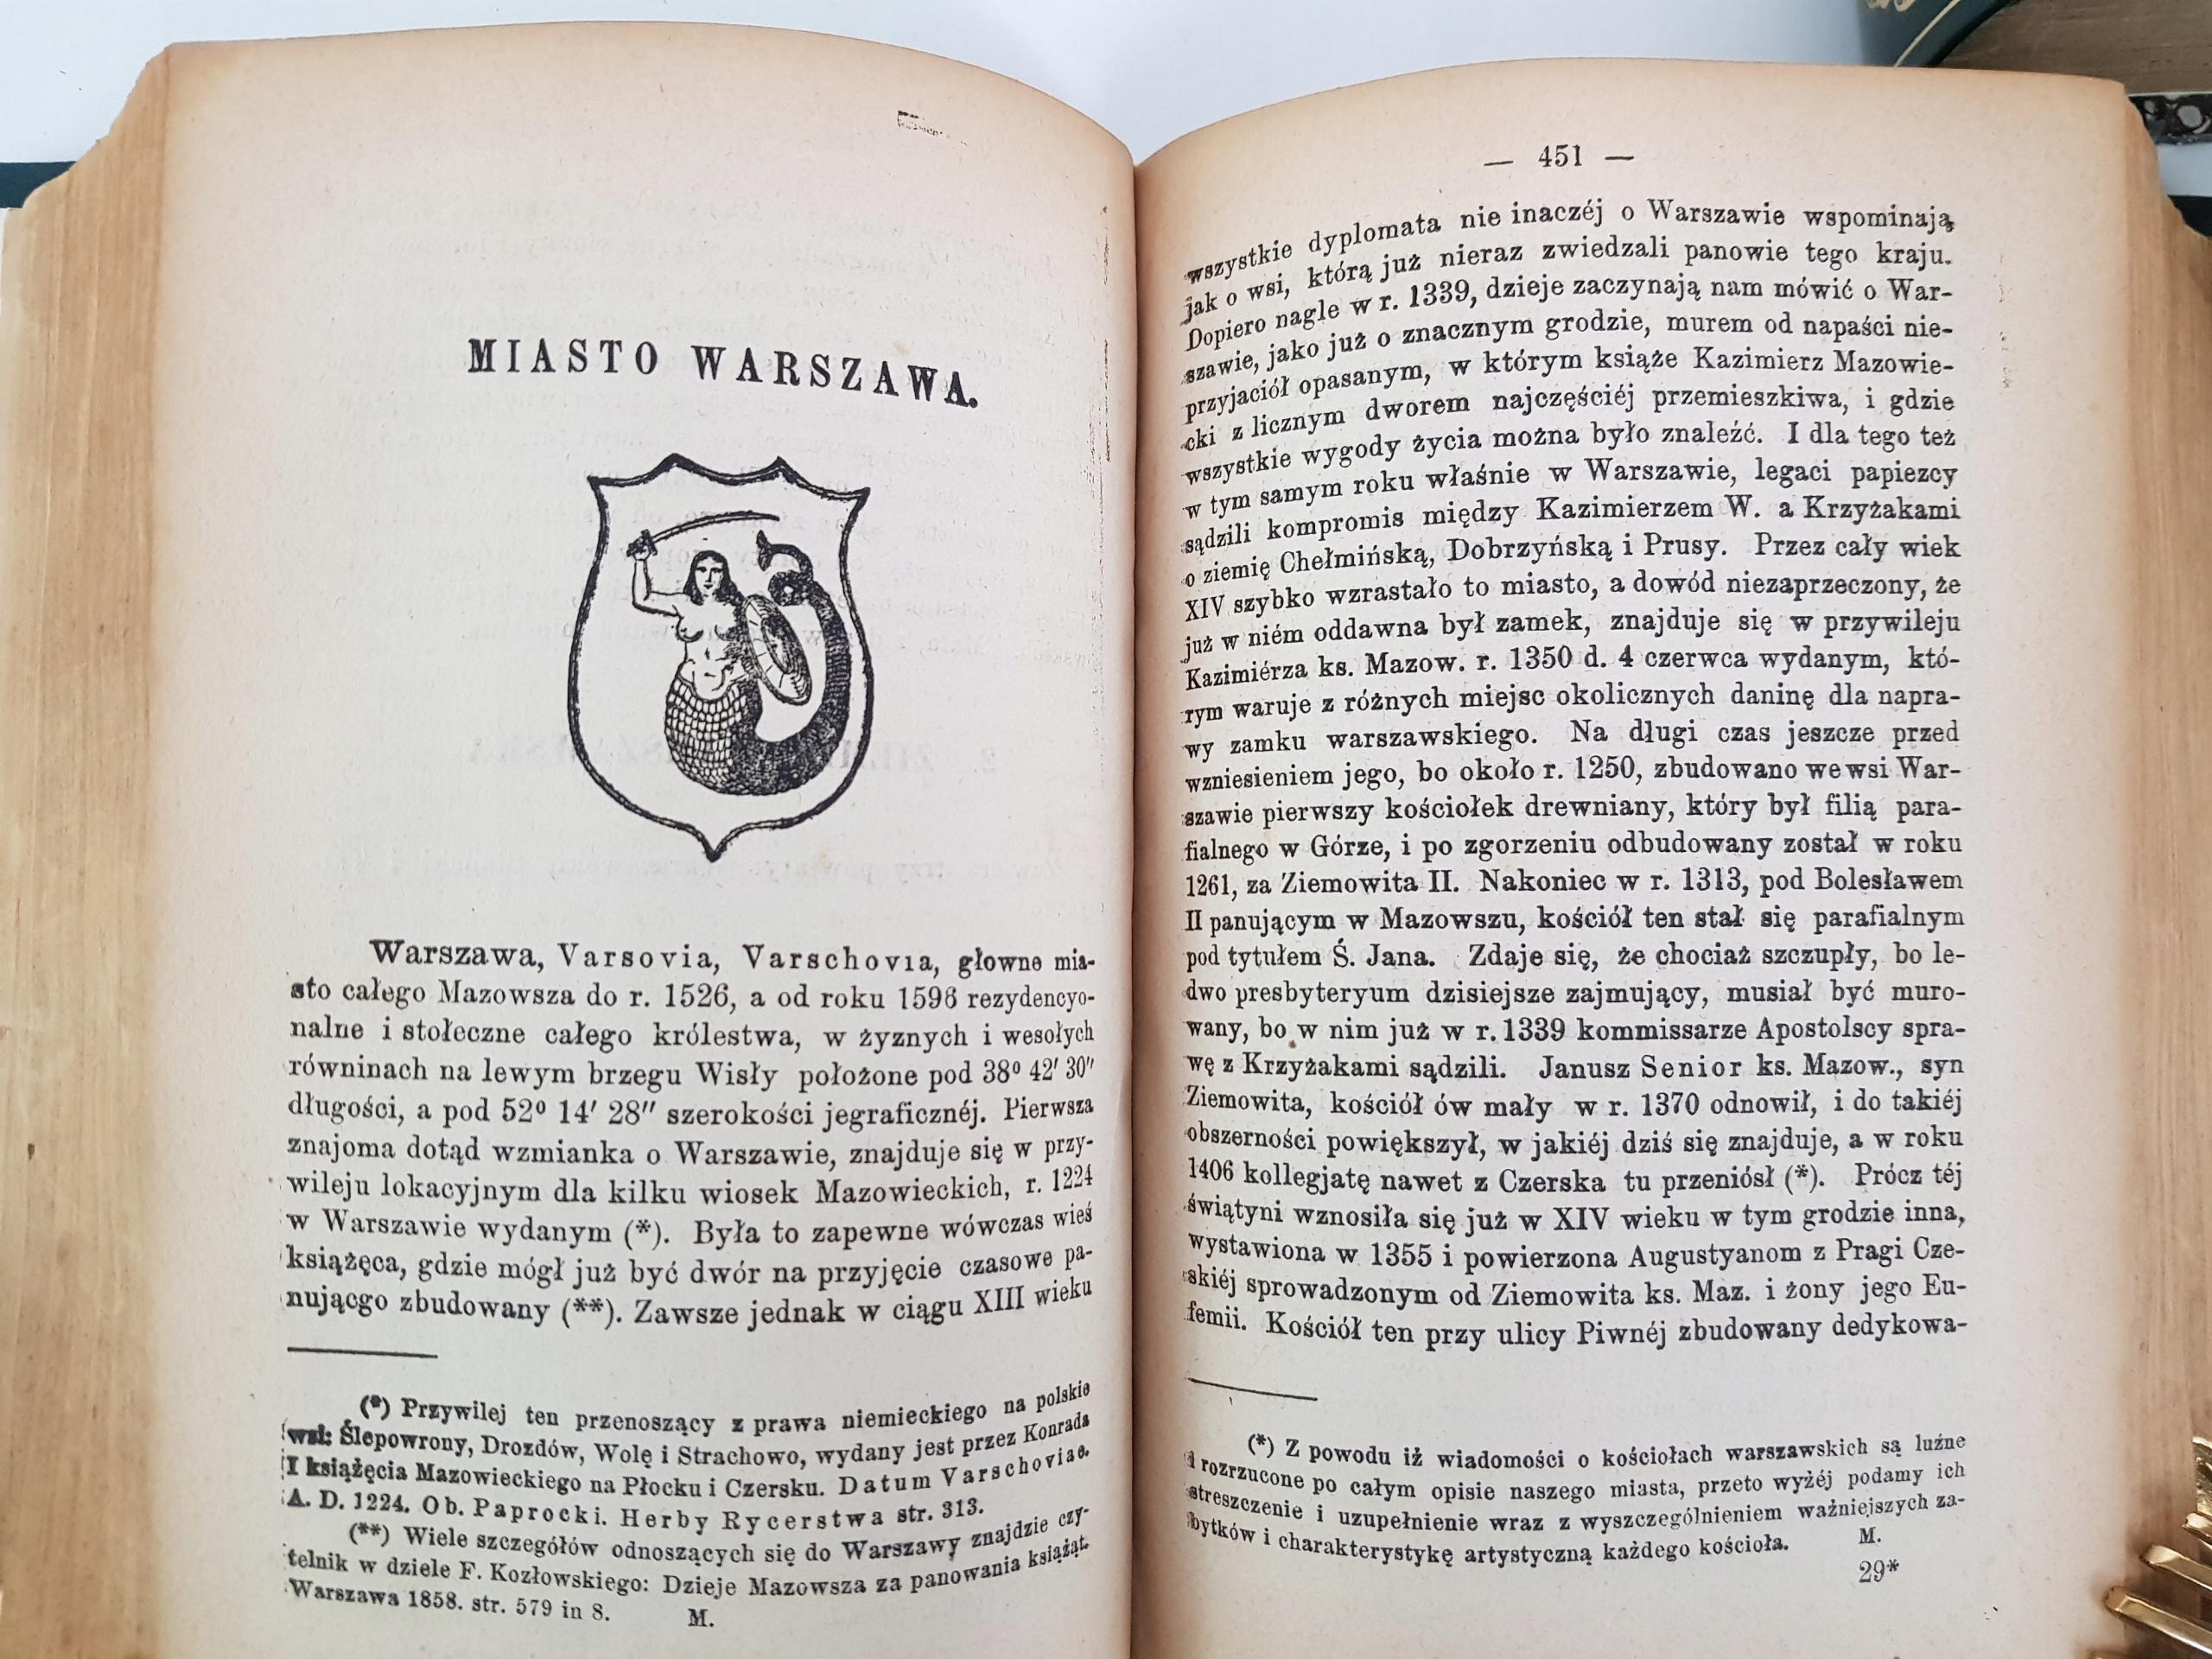 MIASTO WARSZAWA.
Warszawa, Varsovia, Varschovia, głowne mia-
sto całego Mazowsza do r. 1526, a od roku 1596 rezydencyo-
nalne i stołeczne całego królestwa, w żyznych i wesołych
równinach na lewym brzegu Wisły położone pod 38º 42′ 30″
długości, a pod 52º 14′ 28″ szerokości jegraficznéj. Pierwsza
znajoma dotąd wzmianka o Warszawie, znajduje się w przy-
wileju lokacyjnym dla kilku wiosek Mazowieckich, r. 1224
w Warszawie wydanym (*). Była to zapewne wówczas wieś
książęca, gdzie mógł już być dwór na przyjęcie czasowe pa-
nującgo zbudowany (**). Zawsze jednak w ciągu XIII wieku
(*) Przywilej ten przenoszący z prawa niemieckiego na polskie
wsi: Ślepowrony, Drozdów, Wolę i Strachowo, wydany jest przez Konrada
I książęcia Mazowieckiego na Płocku i Czersku. Datum Varschoviae.
A. D. 1224. Ob. Paprocki. Herby Rycerstwa str. 313.
(**) Wiele szczegółów odnoszących się do Warszawy znajdzie czy-
telnik w dziele F. Kozłowskiego: Dzieje Mazowsza za panowania książąt.
Warszawa 1858. str. 579 in 8. M.
— 451 —
wszystkie dyplomata nie inaczéj o Warszawie wspominają,
jak o wsi, którą już nieraz zwiedzali panowie tego kraju.
Dopiero nagle w r. 1339, dzieje zaczynają nam mówić o War-
szawie, jako już o znacznym grodzie, murem od napaści nie-
przyjaciół opasanym, w którym książe Kazimierz Mazowie-
cki z licznym dworem najczęściéj przemieszkiwa, i gdzie
wszystkie wygody życia można było znaleźć. I dla tego też
w tym samym roku właśnie w Warszawie, legaci papiezcy
sądzili kompromis między Kazimierzem W. a Krzyżakami
o ziemię Chełmińską, Dobrzyńską i Prusy. Przez cały wiek
XIV szybko wzrastało to miasto, a dowód niezaprzeczony, że
już w niém oddawna był zamek, znajduje się w przywileju
Kazimiérza ks. Mazow. r. 1350 d. 4 czerwca wydanym, któ-
rym waruje z różnych miejsc okolicznych daninę dla napra-
wy zamku warszawskiego. Na długi czas jeszcze przed
wzniesieniem jego, bo około r. 1250, zbudowano we wsi War-
szawie pierwszy kościołek drewniany, który był filią para-
fialnego w Górze, i po zgorzeniu odbudowany został w roku
1261, za Ziemowita II. Nakoniec w r. 1313, pod Bolesławem
II panującym w Mazowszu, kościół ten stał się parafialnym
pod tytułem Ś. Jana. Zdaje się, że chociaż szczupły, bo le-
dwo presbyteryum dzisiejsze zajmujący, musiał być muro-
wany, bo w nim już w r. 1339 kommissarze Apostolscy spra-
wę z Krzyżakami sądzili. Janusz Senior ks. Mazow., syn
Ziemowita, kościół ów mały w r. 1370 odnowił, i do takiéj
obszerności powiększył, w jakiéj dziś się znajduje, a w roku
1406 kollegjatę nawet z Czerska tu przeniósł (*). Prócz téj
świątyni wznosiła się już w XIV wieku w tym grodzie inna,
wystawiona w 1355 i powierzona Augustyanom z Pragi Cze-
skiéj sprowadzonym od Ziemowita ks. Maz. i żony jego Eu-
femii. Kościół ten przy ulicy Piwnéj zbudowany dedykowa-
(*) Z powodu iż wiadomości o kościołach warszawskich są luźne
i rozrzucone po całym opisie naszego miasta, przeto wyżéj podamy ich
streszczenie i uzupełnienie wraz z wyszczególnieniem ważniejszych za-
bytków i charakterystykę artystyczną każdego kościoła. M.
29*